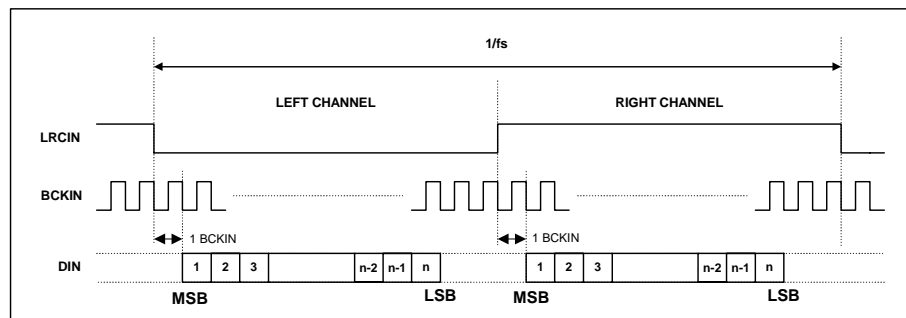 1/fs
LEFT CHANNEL RIGHT CHANNEL
LRCIN
BCKIN
1 BCKIN 1 BCKIN
DIN 1 2 3 n-2 n-1 n 1 2 3 n-2 n-1 n
MSB LSB MSB LSB